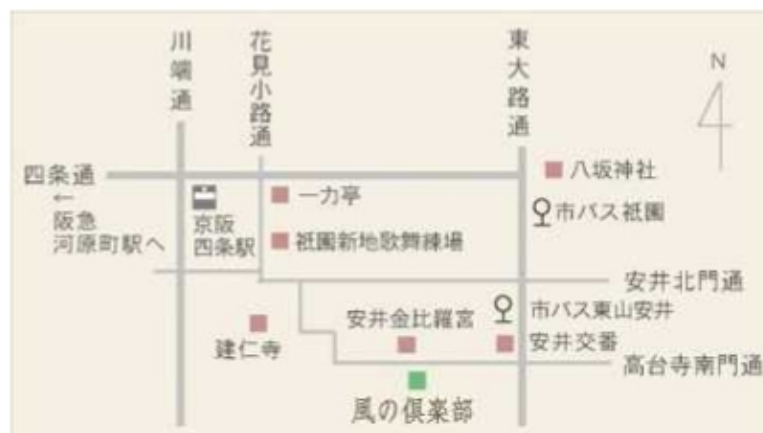 川端通
花見小路通
東大路通
N
四条通
←
阪急
河原町駅へ
京阪
四条駅
一力亭
八坂神社
市バス祇園
祇園新地歌舞練場
安井北門通
建仁寺
安井金比羅宮
市バス東山安井
安井交番
高台寺南門通
風の倶楽部